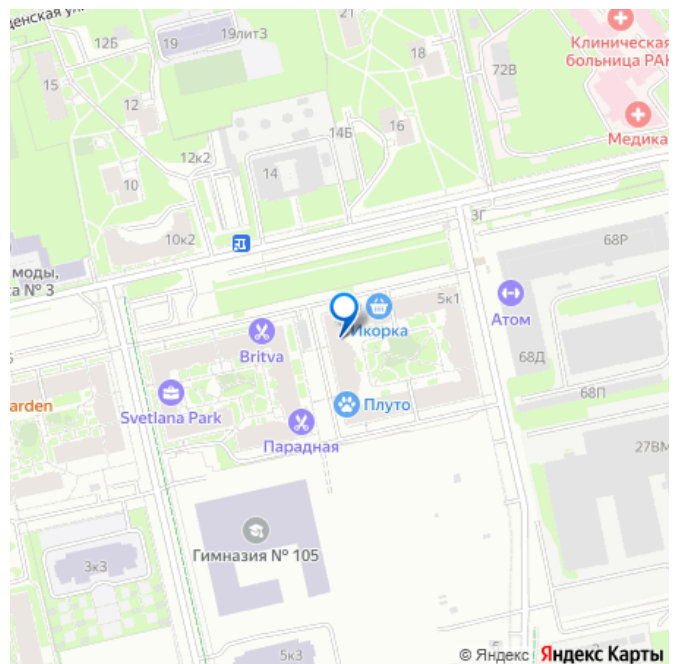 21
12Б
19
19лит3
18
Клиническая
больница РАН
15
72В
12
16
14Б
Медика
12к2
14
10
3Г
10к2
68Р
моды,
а № 3
5к1
Икорка
Атом
Britva
68Д
Svetlana Park
Плуто
68П
arden
Парадная
27ВМ
Гимназия № 105
3к3
5к3
© Яндекс Яндекс Карты